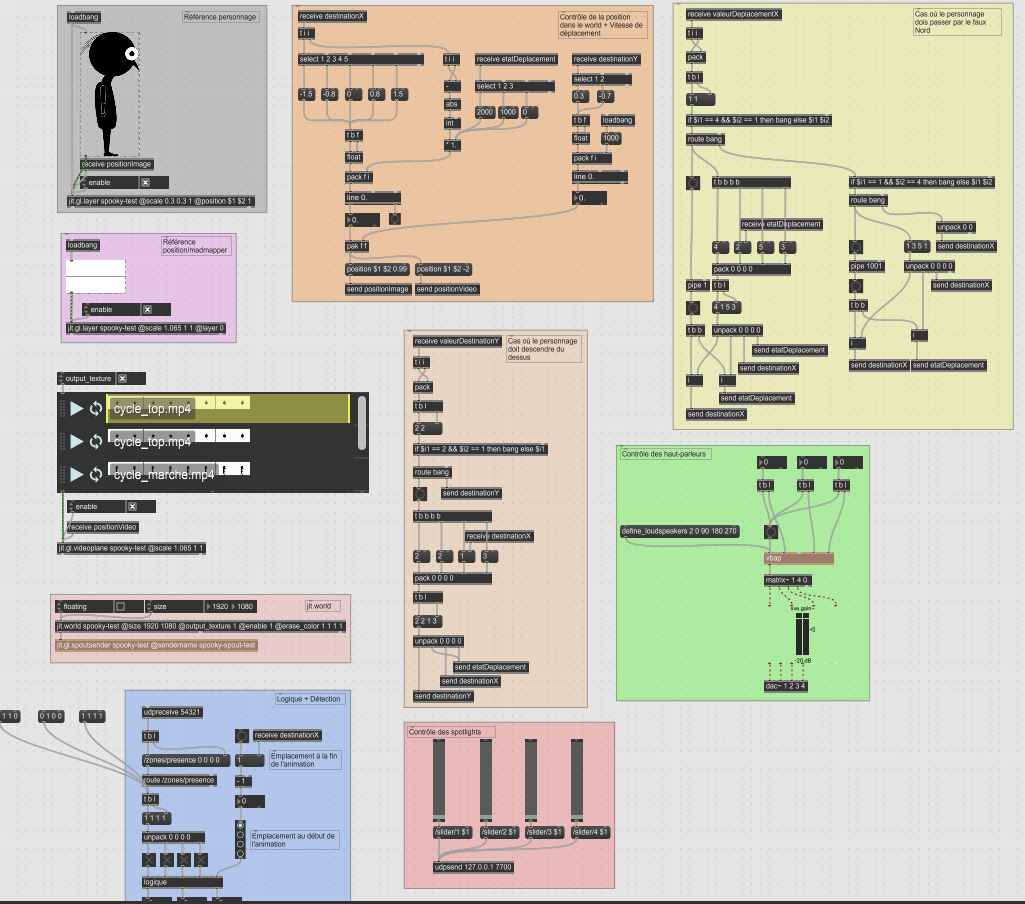 loadbang
Référence personnage
receive positionImage
enable
jit.gl.layer spooky-test @scale 0.3 0.3 1 @position $1 $2 1
loadbang
Référence
position/madmapper
enable
jit.gl.layer spooky-test @scale 1.065 1 1 @layer 0
output_texture
cycle_top.mp4
cycle_top.mp4
cycle_marche.mp4
enable
receive positionVideo
jit.gl.videoplane spooky-test @scale 1.065 1 1
floating
size
1920
1080
jit.world
jit.world spooky-test @size 1920 1080 @output_texture 1 @enable 1 @erase_color 1 1 1 1
jit.gl.spoutsender spooky-test @sendername spooky-spout-test
1 1 0
0 1 0 0
1 1 1 1
Logique + Détection
udpreceive 54321
t b l
receive destinationX
/zones/presence 0 0 0 0
1
Emplacement à la fin
de l'animation
route /zones/presence
- 1
t b l
0
1 1 1 1
unpack 0 0 0 0
Emplacement au début de
l'animation
logique
receive destinationX
Contrôle de la position
dans le world + Vitesse de
déplacement
t i i
select 1 2 3 4 5
t i i
receive etatDeplacement
receive destinationY
-
select 1 2 3
select 1 2
-1.5
-0.8
0
0.8
1.5
abs
0.3
-0.7
int
2000
1000
0
t b f
loadbang
t b f
* 1.
float
1000
float
pack f i
pack f i
line 0.
line 0.
0.
0.
pak f f
position $1 $2 0.99
position $1 $2 -2
send positionImage
send positionVideo
receive valeurDestinationY
Cas où le personnage
doit descendre du
dessus
t i i
pack
t b l
2 2
if $i1 == 2 && $i2 == 1 then bang else $i1
route bang
send destinationY
t b b b b
receive destinationX
2
2
1
3
pack 0 0 0 0
t b l
2 2 1 3
unpack 0 0 0 0
send etatDeplacement
send destinationX
send destinationY
Contrôle des spotlights
/slider/1 $1
/slider/2 $1
/slider/3 $1
/slider/4 $1
udpsend 127.0.0.1 7700
receive valeurDeplacementX
Cas où le personnage
dois passer par le faux
Nord
t i i
pack
t b l
1 1
if $i1 == 4 && $i2 == 1 then bang else $i1 $i2
route bang
t b b b b
if $i1 == 1 && $i2 == 4 then bang else $i1 $i2
route bang
receive etatDeplacement
unpack 0 0
4
2
5
3
1 3 5 1
send destinationX
pack 0 0 0 0
pipe 1001
unpack 0 0 0 0
pipe 1
t b l
send destinationX
4 1 5 3
t b b
t b b
unpack 0 0 0 0
i
i
send etatDeplacement
send destinationX
send destinationX
send etatDeplacement
i
i
send etatDeplacement
send destinationX
Contrôle des haut-parleurs
0
0
0
t b l
t b l
t b l
define_loudspeakers 2 0 90 180 270
vbap
matrix~ 1 4 0.
live.gain~
-20 dB
dac~ 1 2 3 4